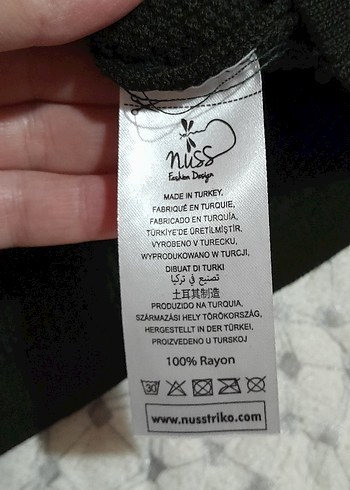 nuss
Fashion Design
MADE IN TURKEY,
FABRIQUÉ EN TURQUIE,
FABRICADO EN TURQUÍA,
TÜRKİYE'DE ÜRETİLMİŞTİR,
VYROBENO V TURECKU,
WYPRODUKOWANO W TURCJI,
DIBUAT DI TURKI
تصنيع في تركيا
土耳其制造
PRODUZIDO NA TURQUIA,
SZÁRMAZÁSI HELY TÖRÖKORSZÁG,
HERGESTELLT IN DER TÜRKEI,
PROIZVEDENO U TURSKOJ
100% Rayon
30
www.nusstriko.com